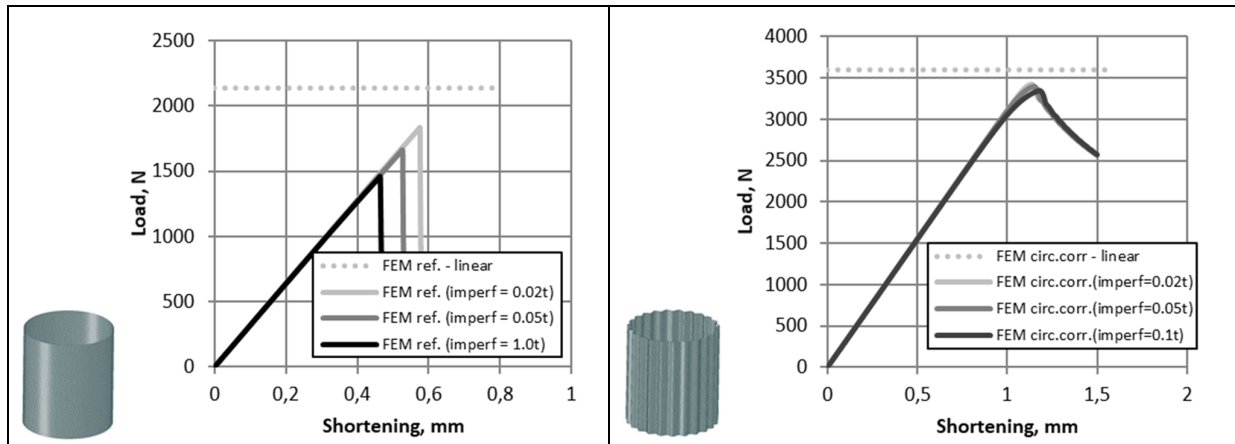 2500
2000
1500
1000
500
0
Load, N
0
0,2
0,4
0,6
0,8
1
Shortening, mm
FEM ref. - linear
FEM ref. (imperf = 0.02t)
FEM ref. (imperf = 0.05t)
FEM ref. (imperf = 1.0t)
4000
3500
3000
2500
2000
1500
1000
500
0
Load, N
0
0,5
1
1,5
2
Shortening, mm
FEM circ.corr - linear
FEM circ.corr.(imperf=0.02t)
FEM circ.corr.(imperf=0.05t)
FEM circ.corr.(imperf=0.1t)